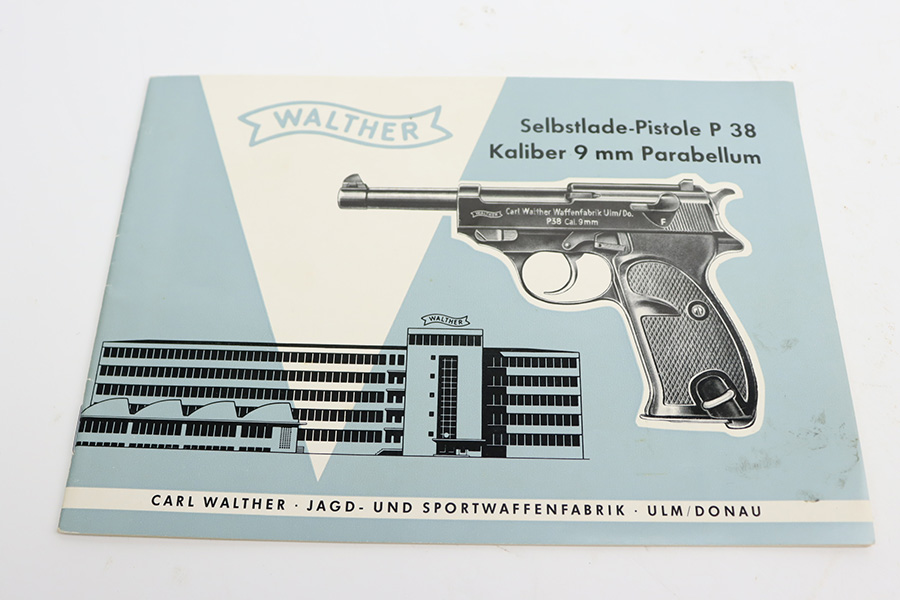 WALTHER
Selbstlade-Pistole P 38
Kaliber 9 mm Parabellum
WALTHER Carl Walther Waffenfabrik Ulm/Do.
P38 Cal. 9mm
F
WALTHER
CARL WALTHER · JAGD- UND SPORTWAFFENFABRIK · ULM/DONAU